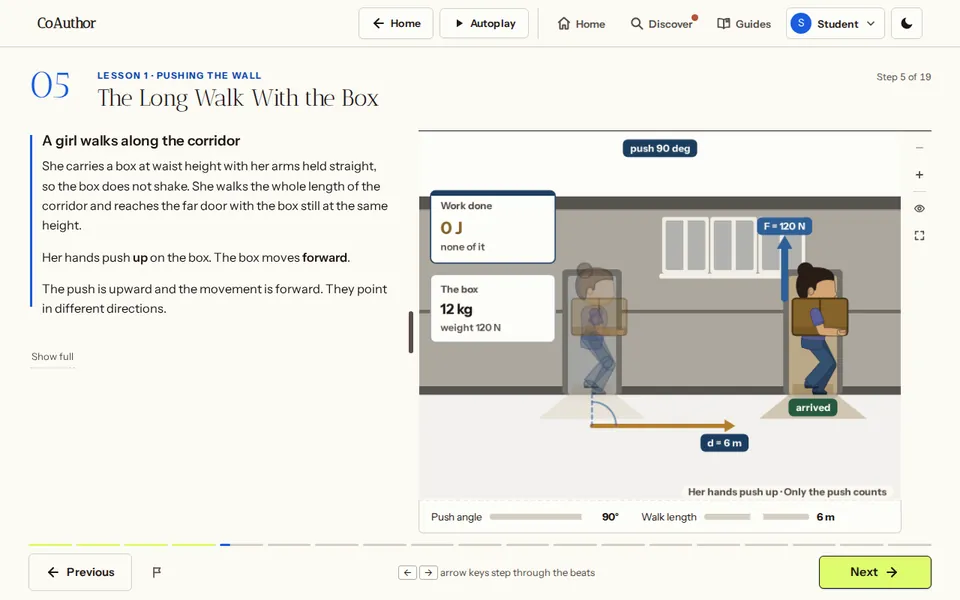 CoAuthor
Home
Autoplay
Home
Discover
Guides
S
Student
05
LESSON 1 · PUSHING THE WALL
The Long Walk With the Box
Step 5 of 19
A girl walks along the corridor
She carries a box at waist height with her arms held straight,
so the box does not shake. She walks the whole length of the
corridor and reaches the far door with the box still at the same
height.
Her hands push up on the box. The box moves forward.
The push is upward and the movement is forward. They point
in different directions.
Show full
push 90 deg
Work done
0 J
none of it
The box
12 kg
weight 120 N
F = 120 N
arrived
d = 6 m
Her hands push up · Only the push counts
Push angle
90°
Walk length
6 m
Previous
arrow keys step through the beats
Next